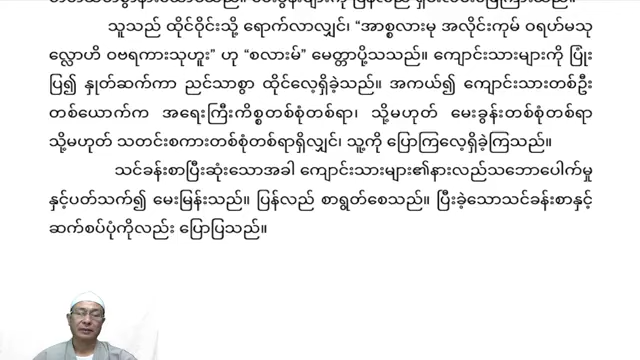 သူသည် ထိုင်ဝိုင်းသို့ ရောက်လာလျှင်၊ “အာစ္စလားမု အလိုင်းကုမ် ဝရဟ်မသု
လ္လောဟိ ဝဗရကားသုဟူး” ဟု “စလားမ်” မေတ္တာပို့သသည်။ ကျောင်းသားများကို ပြုံး
ပြ၍ နှုတ်ဆက်ကာ ညင်သာစွာ ထိုင်လေ့ရှိခဲ့သည်။ အကယ်၍ ကျောင်းသားတစ်ဦး
တစ်ယောက်က အရေးကြီးကိစ္စတစ်စုံတစ်ရာ၊ သို့မဟုတ် မေးခွန်းတစ်စုံတစ်ရာ
သို့မဟုတ် သတင်းစကားတစ်စုံတစ်ရာရှိလျှင်၊ သူ့ကို ပြောကြလေ့ရှိခဲ့ကြသည်။
သင်ခန်းစာပြီးဆုံးသောအခါ ကျောင်းသားများ၏နားလည်သဘောပေါက်မှု
နှင့်ပတ်သက်၍ မေးမြန်းသည်။ ပြန်လည် စာရွတ်စေသည်။ ပြီးခဲ့သောသင်ခန်းစာနှင့်
ဆက်စပ်ပုံကိုလည်း ပြောပြသည်။